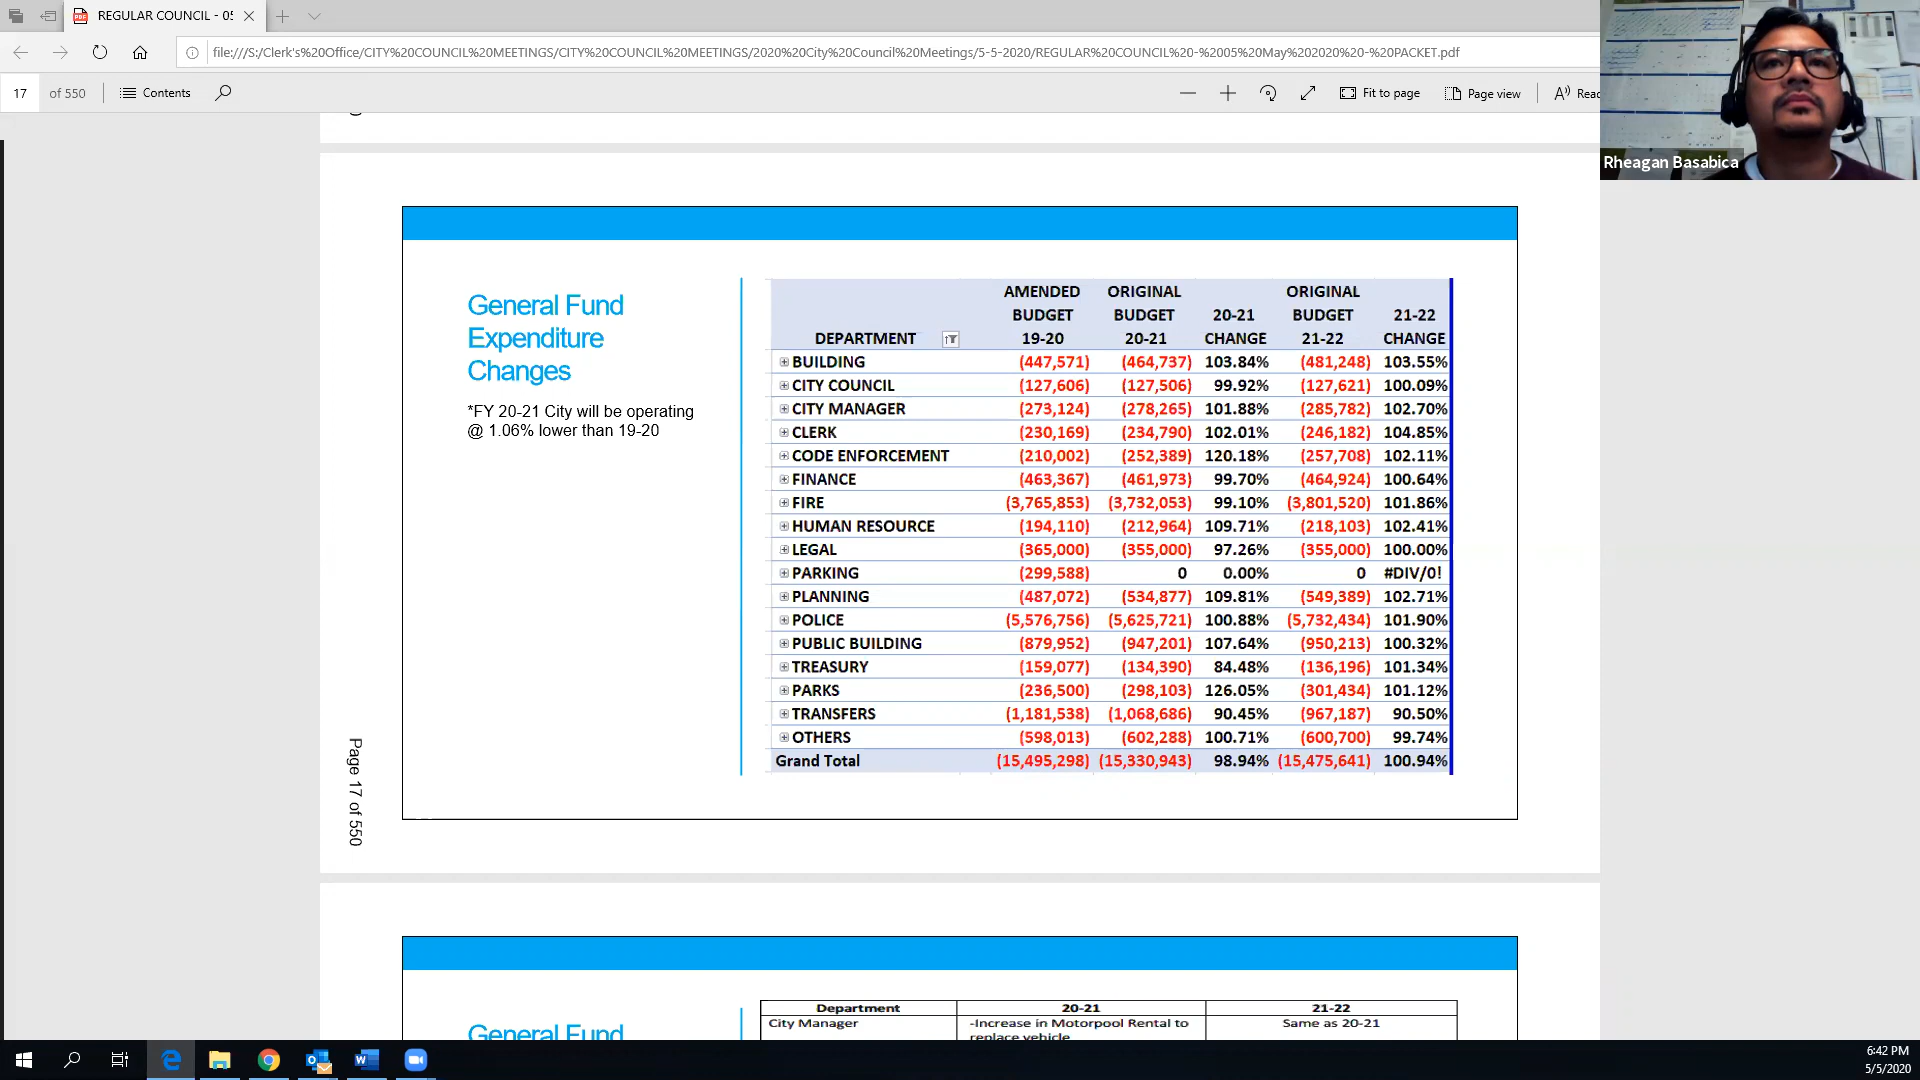 REGULAR COUNCIL - 05
file:///S:/Clerk's%20Office/CITY%20COUNCIL%20MEETINGS/CITY%20COUNCIL%20MEETINGS/2020%20City%20Council%20Meetings/5-5-2020/REGULAR%20COUNCIL%20-%2005%20May%202020%20-%20PACKET.pdf
17 of 550 Contents Fit to page Page view Read
Rheagan Basabica
General Fund
Expenditure
Changes
*FY 20-21 City will be operating
@ 1.06% lower than 19-20
AMENDED ORIGINAL ORIGINAL
BUDGET BUDGET 20-21 BUDGET 21-22
DEPARTMENT 19-20 20-21 CHANGE 21-22 CHANGE
BUILDING (447,571) (464,737) 103.84% (481,248) 103.55%
CITY COUNCIL (127,606) (127,506) 99.92% (127,621) 100.09%
CITY MANAGER (273,124) (278,265) 101.88% (285,782) 102.70%
CLERK (230,169) (234,790) 102.01% (246,182) 104.85%
CODE ENFORCEMENT (210,002) (252,389) 120.18% (257,708) 102.11%
FINANCE (463,367) (461,973) 99.70% (464,924) 100.64%
FIRE (3,765,853) (3,732,053) 99.10% (3,801,520) 101.86%
HUMAN RESOURCE (194,110) (212,964) 109.71% (218,103) 102.41%
LEGAL (365,000) (355,000) 97.26% (355,000) 100.00%
PARKING (299,588) 0 0.00% 0 #DIV/0!
PLANNING (487,072) (534,877) 109.81% (549,389) 102.71%
POLICE (5,576,756) (5,625,721) 100.88% (5,732,434) 101.90%
PUBLIC BUILDING (879,952) (947,201) 107.64% (950,213) 100.32%
TREASURY (159,077) (134,390) 84.48% (136,196) 101.34%
PARKS (236,500) (298,103) 126.05% (301,434) 101.12%
TRANSFERS (1,181,538) (1,068,686) 90.45% (967,187) 90.50%
OTHERS (598,013) (602,288) 100.71% (600,700) 99.74%
Grand Total (15,495,298) (15,330,943) 98.94% (15,475,641) 100.94%
Page 17 of 550
General Fund
Department 20-21 21-22
City Manager -Increase in Motorpool Rental to Same as 20-21
replace vehicle
6:42 PM
5/5/2020